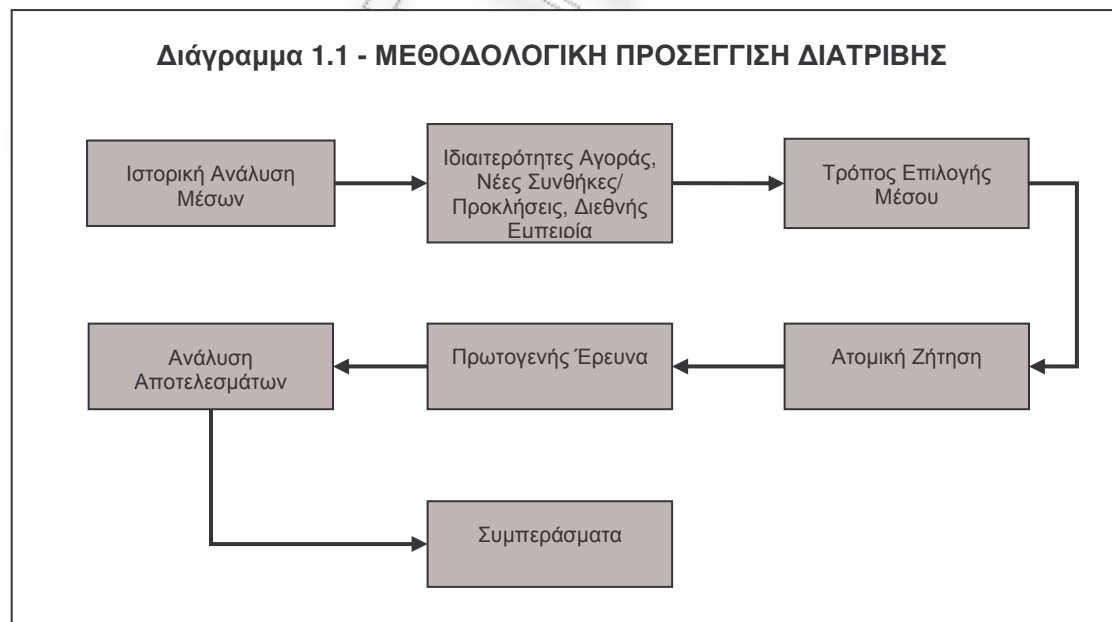 Διάγραμμα 1.1 - ΜΕΘΟΔΟΛΟΓΙΚΗ ΠΡΟΣΕΓΓΙΣΗ ΔΙΑΤΡΙΒΗΣ
Ιστορική Ανάλυση
Μέσων
Ιδιαιτερότητες Αγοράς,
Νέες Συνθήκες/
Προκλήσεις, Διεθνής
Εμπειρία
Τρόπος Επιλογής
Μέσου
Ατομική Ζήτηση
Πρωτογενής Έρευνα
Ανάλυση
Αποτελεσμάτων
Συμπεράσματα